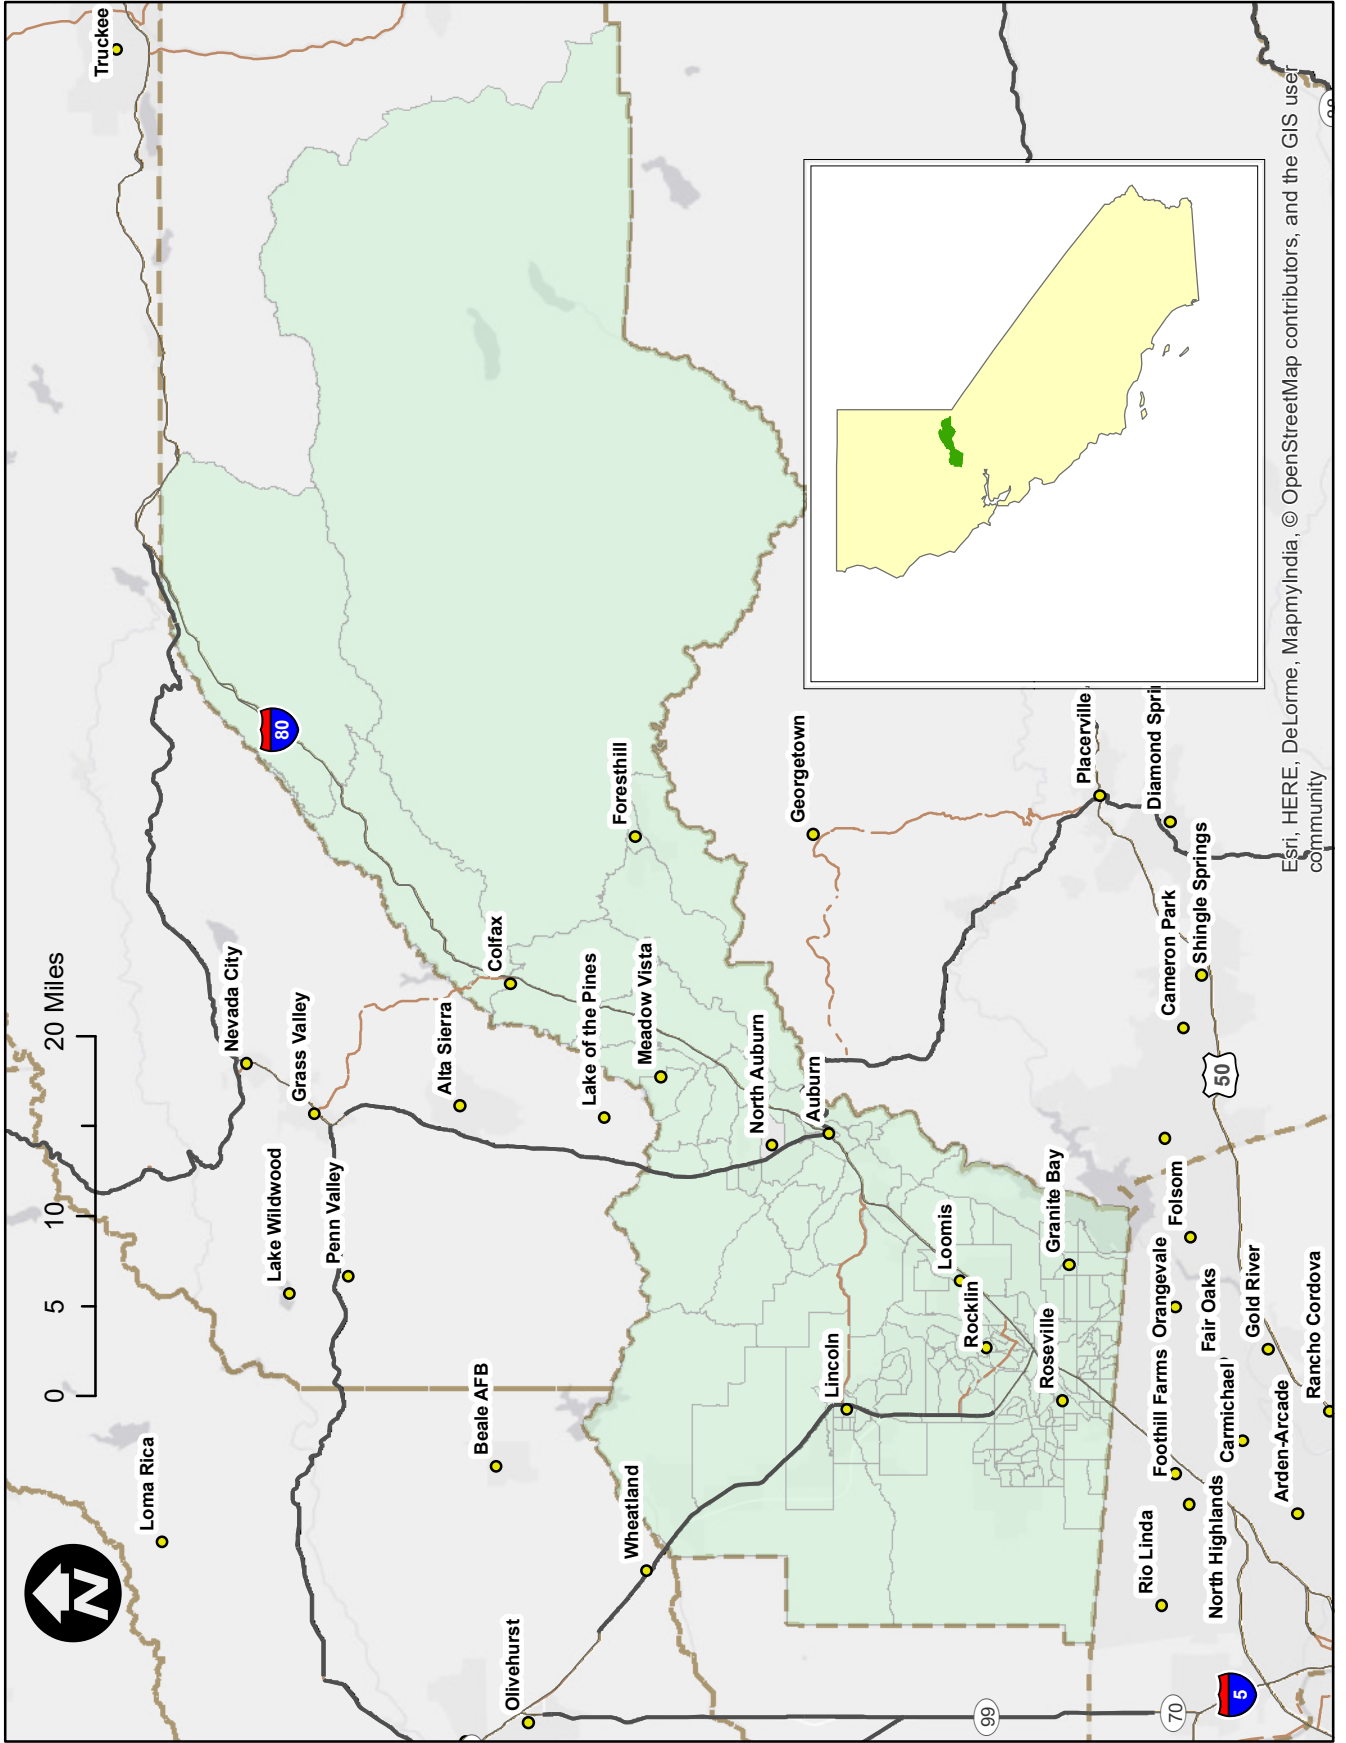 N
0
5
10
20 Miles
Truckee
Loma Rica
Lake Wildwood
Nevada City
Grass Valley
Penn Valley
80
Alta Sierra
Colfax
Beale AFB
Olivehurst
Lake of the Pines
Foresthill
Meadow Vista
Wheatland
North Auburn
Georgetown
Auburn
Lincoln
Loomis
Rocklin
Granite Bay
Roseville
Placerville
Diamond Spri
Cameron Park
Shingle Springs
50
Folsom
Orangevale
Foothill Farms
Fair Oaks
Gold River
Rio Linda
North Highlands
Carmichael
Arden-Arcade
Rancho Cordova
99
70
5
Esri, HERE, DeLorme, MapmyIndia, © OpenStreetMap contributors, and the GIS user
community